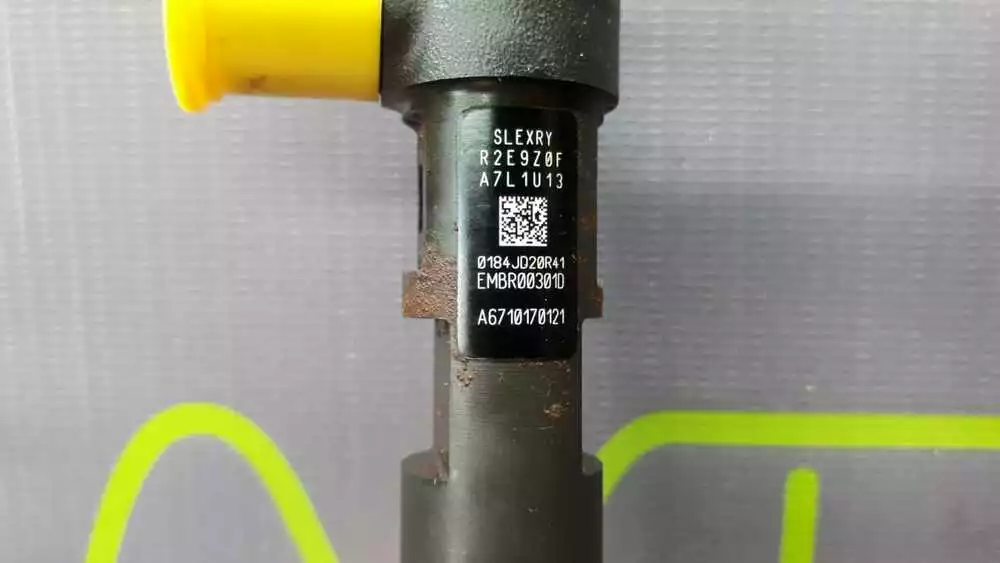 SLEXRY
R2E9Z0F
A7L1U13
0184JD20R41
EMBR00301D
A6710170121